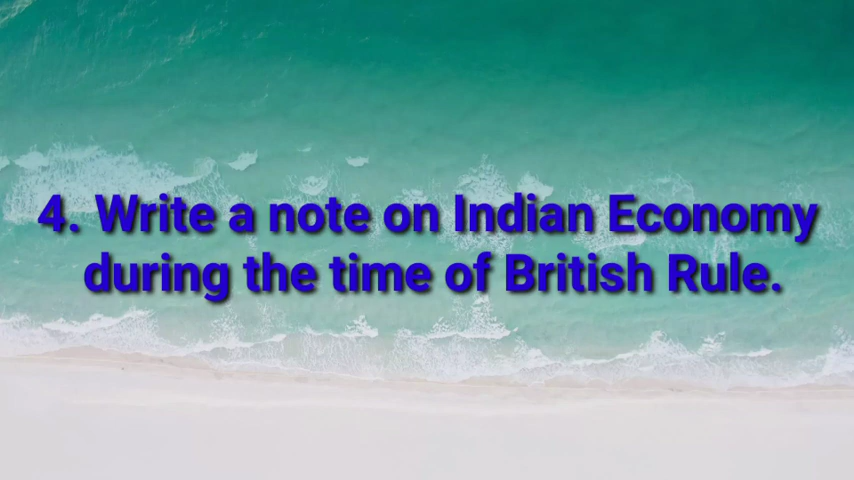 4. Write a note on Indian Economy
during the time of British Rule.